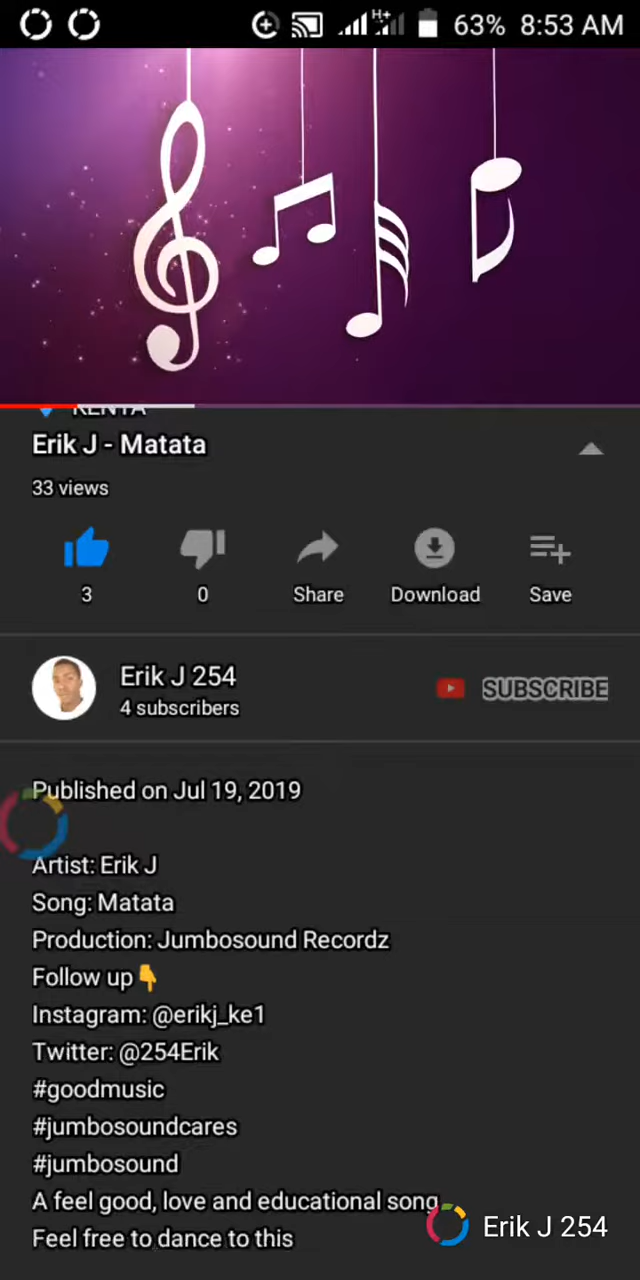 H+ 63% 8:53 AM
KENYA
Erik J - Matata
33 views
3 0 Share Download Save
Erik J 254
4 subscribers
SUBSCRIBE
Published on Jul 19, 2019
Artist: Erik J
Song: Matata
Production: Jumbosound Recordz
Follow up👇
Instagram: @erikj_ke1
Twitter: @254Erik
#goodmusic
#jumbosoundcares
#jumbosound
A feel good, love and educational song
Feel free to dance to this
Erik J 254